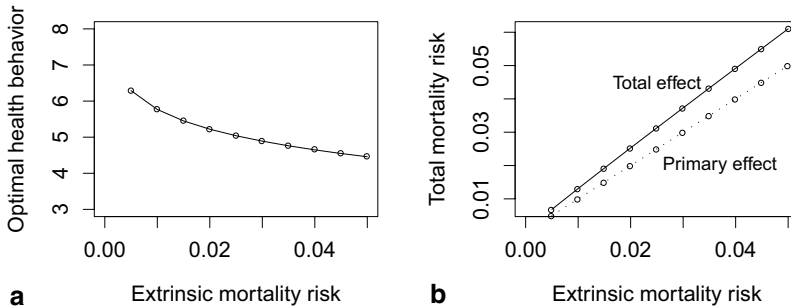 Optimal health behavior
8
7
6
5
4
3
0.00
0.02
0.04
a
Extrinsic mortality risk
Total mortality risk
0.05
0.03
0.01
Total effect
Primary effect
0.00
0.02
0.04
b
Extrinsic mortality risk